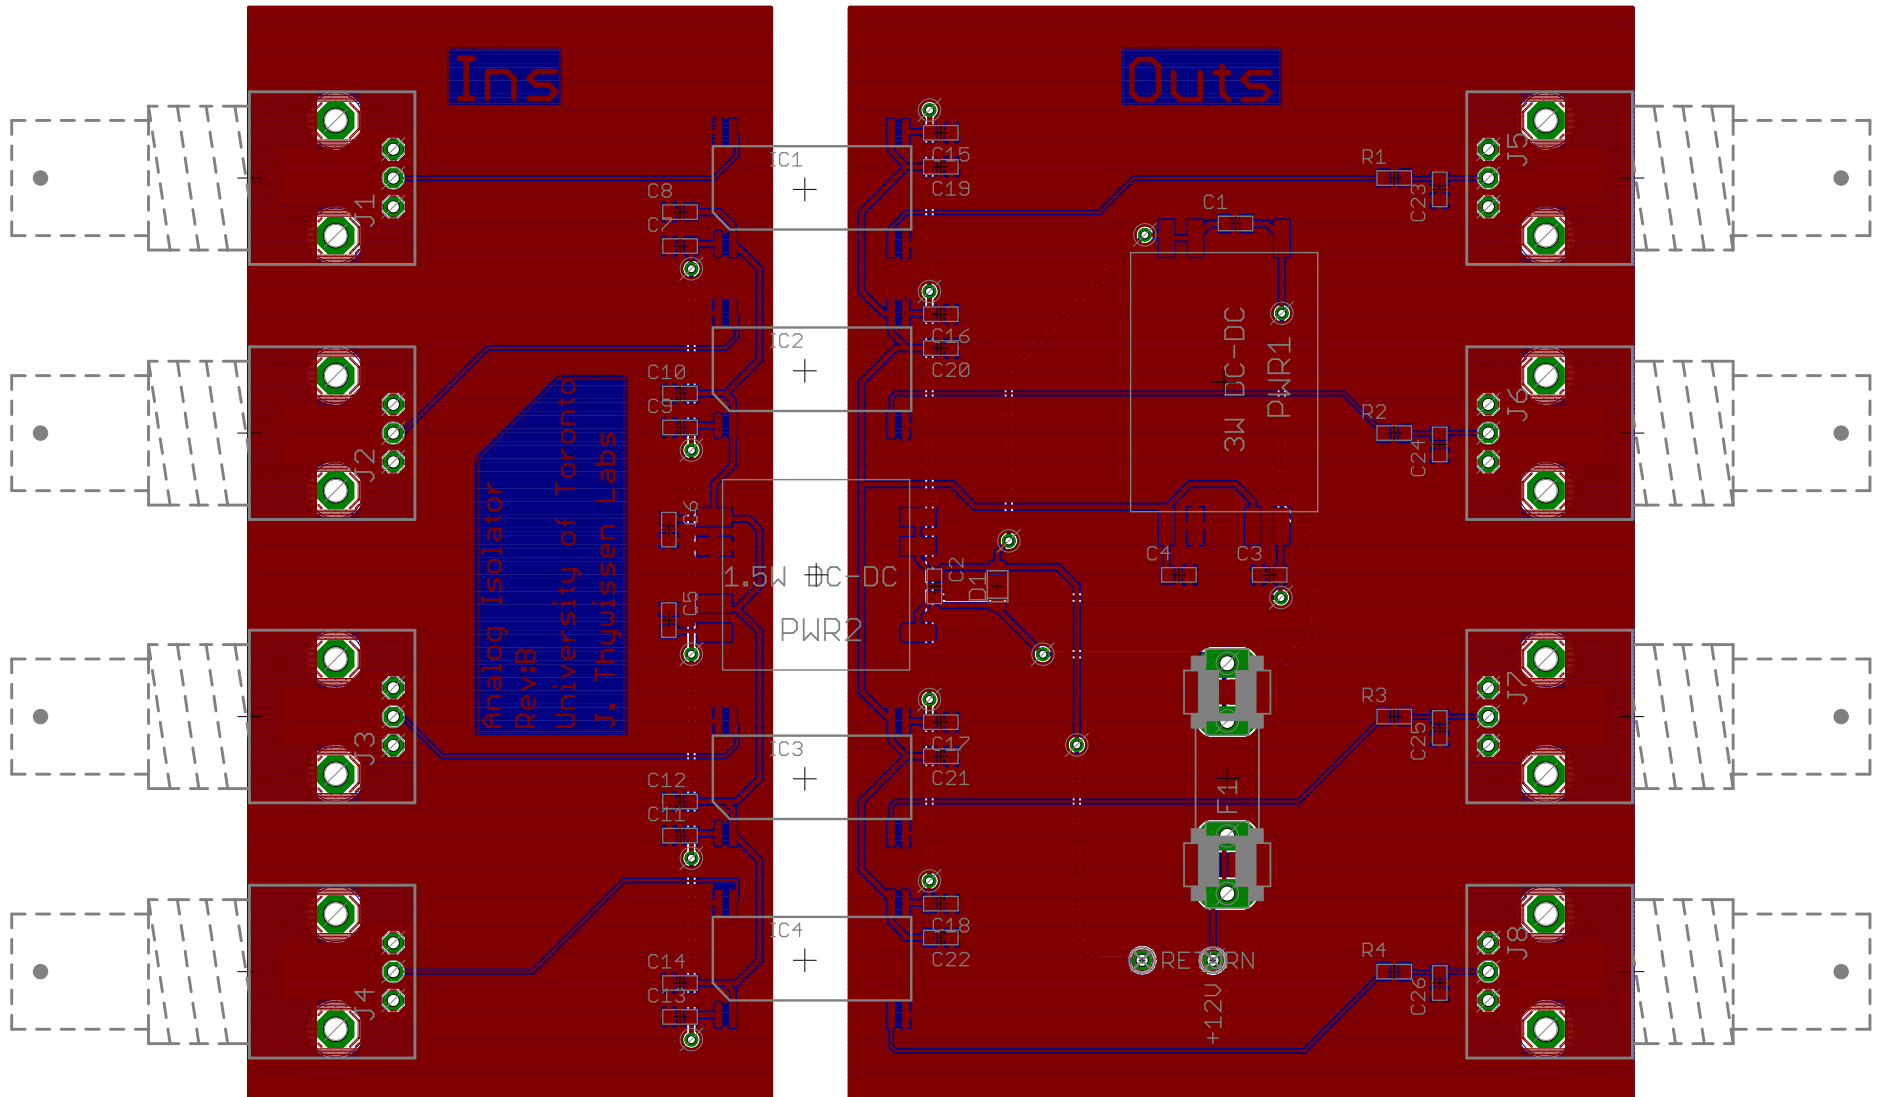 Ins
Outs
IC1
C15
C19
R1
J5
C8
C7
J1
C23
C1
C16
IC2
C20
C10
C9
3W DC-DC
PWR1
R2
J6
J2
C24
Analog Isolator
Rev:B
University of Toronto
J. Thywissen Labs
C6
C5
1.5W DC-DC
PWR2
C2
D1
C4
C3
R3
J7
J3
C25
IC3
C17
C21
C12
C11
F1
IC4
C18
C22
C14
C13
J4
RETURN
+12V
R4
J8
C26